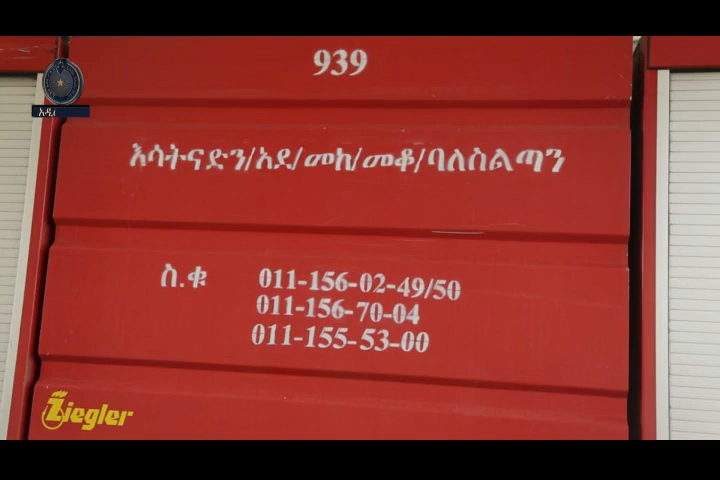 939
አዲስ
እሳትናድን/አደ/መከ/መቆ/ባለስልጣን
ስ.ቁ 011-156-02-49/50
011-156-70-04
011-155-53-00
Ziegler